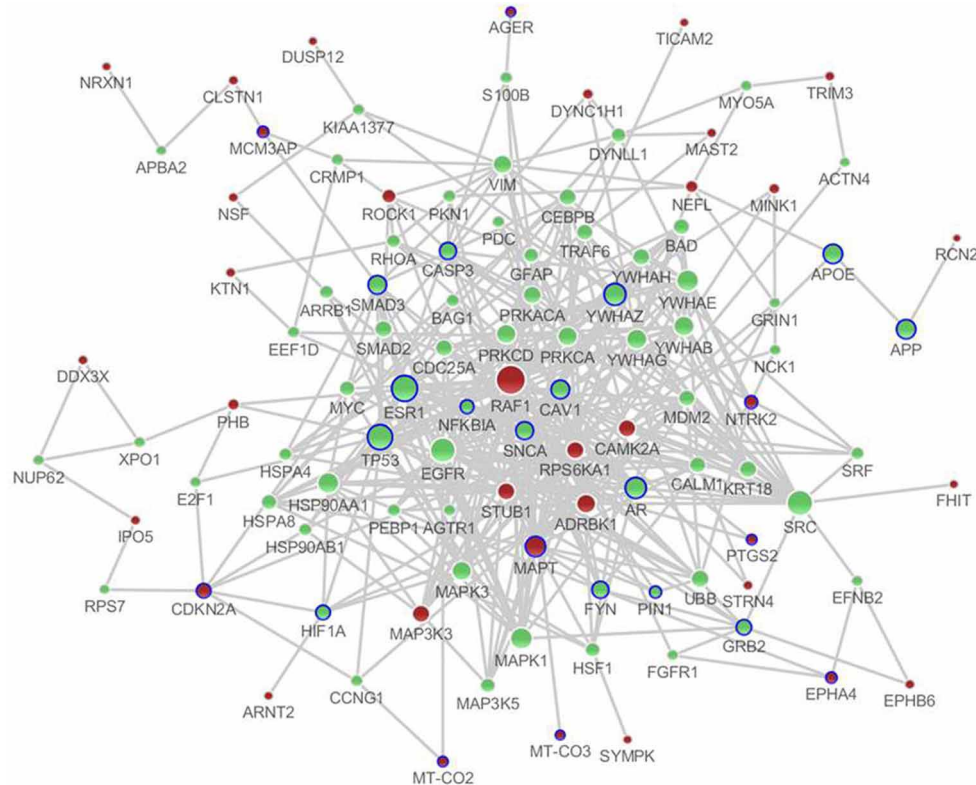 AGER
TICAM2
DUSP12
NRXN1
CLSTN1
S100B
DYNC1H1
MYO5A
TRIM3
KIAA1377
MCM3AP
DYNLL1
MAST2
APBA2
CRMP1
VIM
ACTN4
NSF
ROCK1
PKN1
CEBPB
NEFL
MINK1
PDC
TRAF6
BAD
RHOA
CASP3
GFAP
YWHAH
APOE
RCN2
KTN1
ARRB1
SMAD3
BAG1
PRKACA
YWHAZ
YWHAE
GRIN1
EEF1D
SMAD2
CDC25A
PRKCD
PRKCA
YWHAG
YWHAB
APP
NCK1
DDX3X
MYC
ESR1
RAF1
CAV1
MDM2
NTRK2
PHB
NFKBIA
NUP62
XPO1
HSPA4
TP53
EGFR
SNCA
RPS6KA1
CAMK2A
CALM1
KRT18
SRF
E2F1
HSP90AA1
STUB1
ADRBK1
AR
SRC
FHIT
IPO5
HSPA8
HSP90AB1
PEBP1
AGTR1
MAPT
PTGS2
RPS7
CDKN2A
MAPK3
FYN
PIN1
UBB
STRN4
EFNB2
HIF1A
MAP3K3
MAPK1
HSF1
FGFR1
GRB2
ARNT2
CCNG1
MAP3K5
EPHA4
EPHB6
MT-CO2
MT-CO3
SYMPK